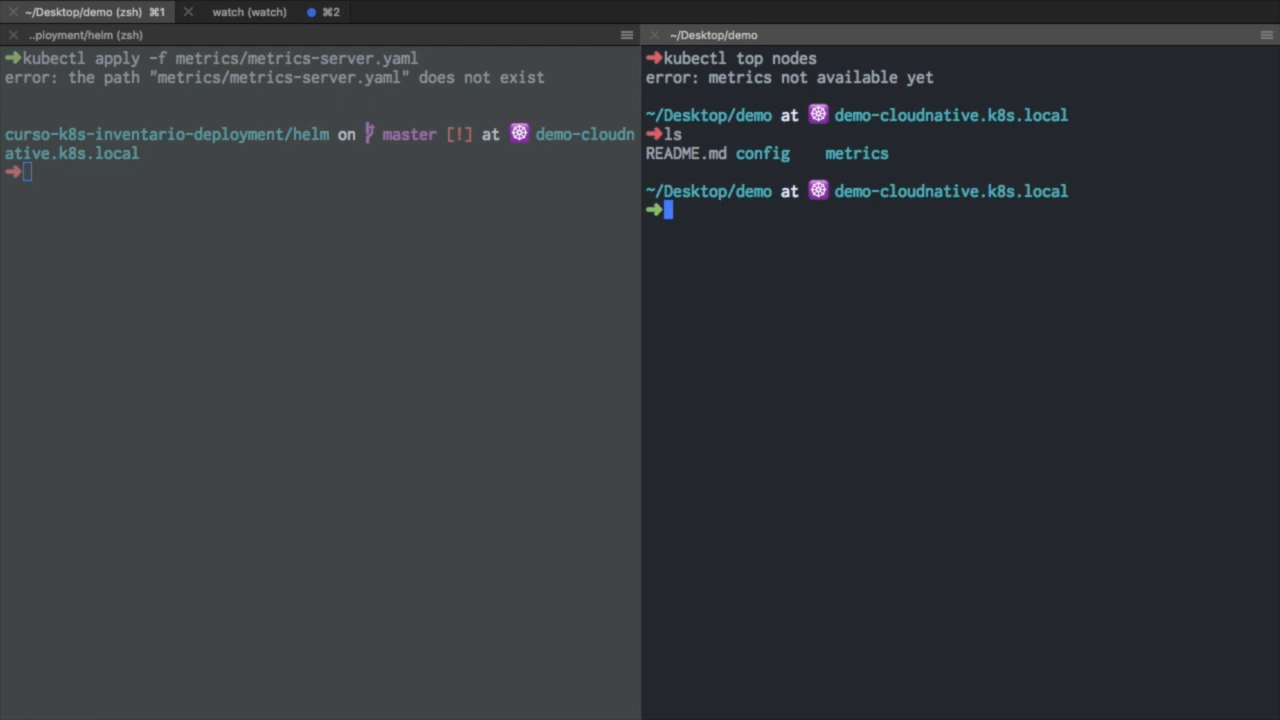 ~/Desktop/demo (zsh) ⌘1
watch (watch)
⌘2
..ployment/helm (zsh)
➜kubectl apply -f metrics/metrics-server.yaml
error: the path "metrics/metrics-server.yaml" does not exist
curso-k8s-inventario-deployment/helm on master [!] at demo-cloudn
ative.k8s.local
➜
~/Desktop/demo
➜kubectl top nodes
error: metrics not available yet
~/Desktop/demo at demo-cloudnative.k8s.local
➜ls
README.md config metrics
~/Desktop/demo at demo-cloudnative.k8s.local
➜